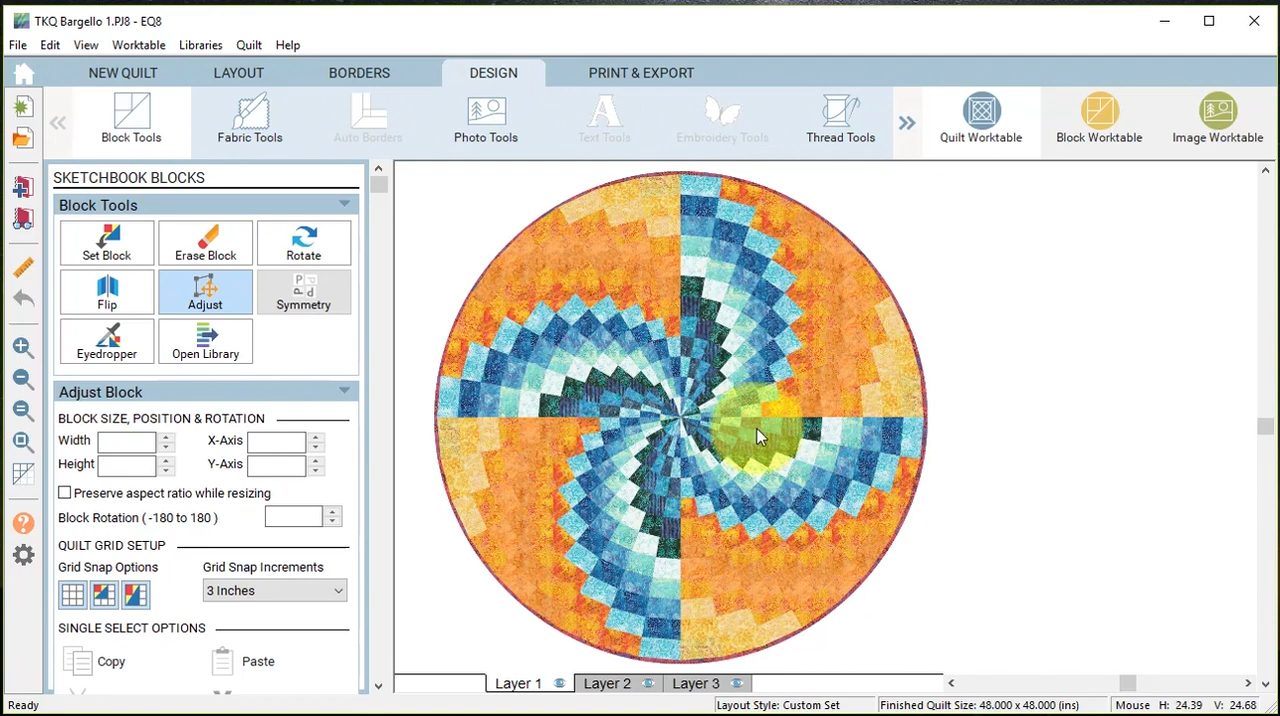 TKQ Bargello 1.PJ8 - EQ8
File Edit View Worktable Libraries Quilt Help
NEW QUILT LAYOUT BORDERS DESIGN PRINT & EXPORT
Block Tools Fabric Tools Auto Borders Photo Tools Text Tools Embroidery Tools Thread Tools Quilt Worktable Block Worktable Image Worktable
SKETCHBOOK BLOCKS
Block Tools
Set Block Erase Block Rotate
Flip Adjust Symmetry
Eyedropper Open Library
Adjust Block
BLOCK SIZE, POSITION & ROTATION
Width X-Axis
Height Y-Axis
Preserve aspect ratio while resizing
Block Rotation ( -180 to 180 )
QUILT GRID SETUP
Grid Snap Options Grid Snap Increments
3 Inches
SINGLE SELECT OPTIONS
Copy Paste
Layer 1 Layer 2 Layer 3
Ready Layout Style: Custom Set Finished Quilt Size: 48.000 x 48.000 (ins) Mouse H: 24.39 V: 24.68